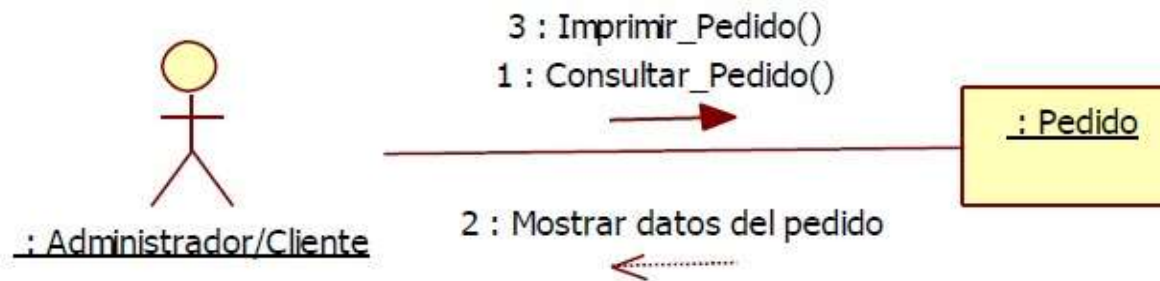 3 : Imprimir_Pedido()
1 : Consultar_Pedido()
: Pedido
2 : Mostrar datos del pedido
: Administrador/Cliente